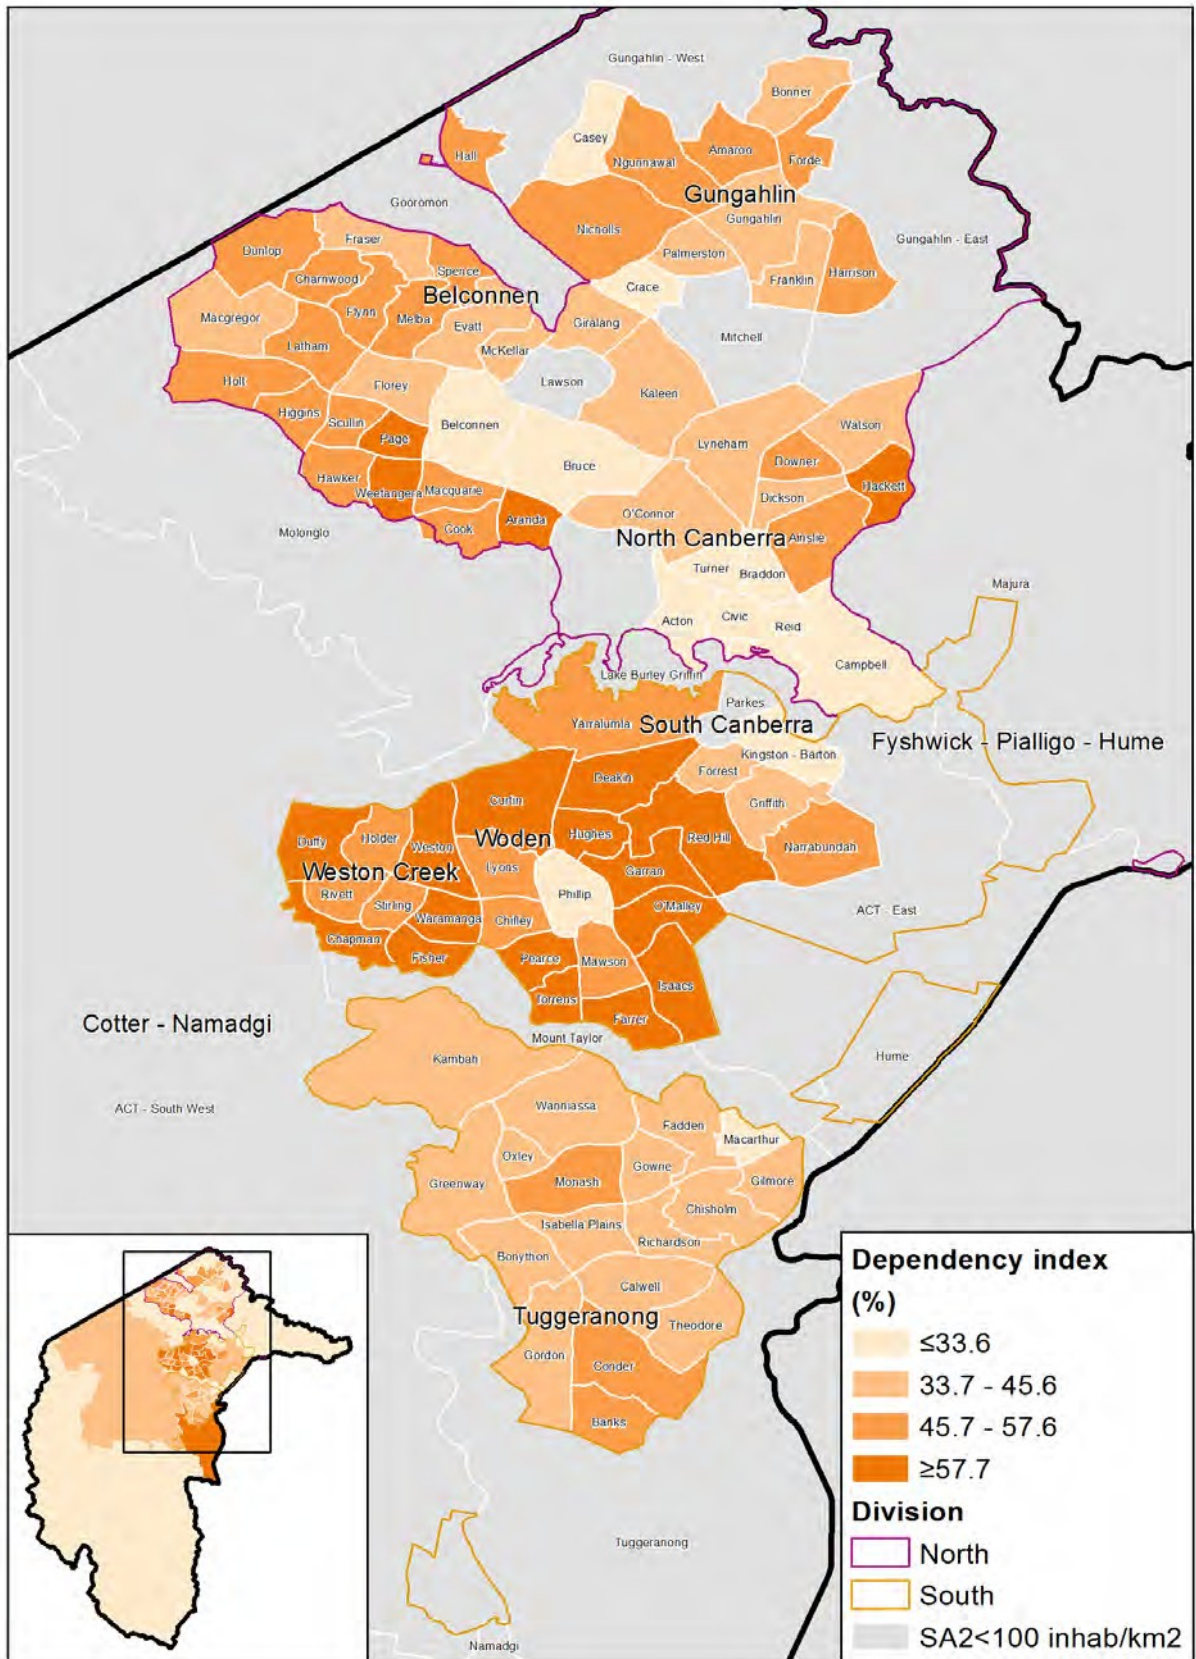 Gungahlin - West
Bonner
Casey
Hall
Ngunnawal
Amaroo
Forde
Gungahlin
Gooromon
Nicholls
Gungahlin
Gungahlin - East
Dunlop
Fraser
Palmerston
Charnwood
Spence
Franklin
Harrison
Belconnen
Crace
Macgregor
Flynn
Melba
Evatt
Giralang
Mitchell
Latham
McKellar
Holt
Florey
Lawson
Kaleen
Higgins
Scullin
Belconnen
Watson
Page
Lyneham
Bruce
Downer
Hawker
Weetangera
Macquarie
Dickson
Hackett
Cook
Aranda
O'Connor
Molonglo
North Canberra
Ainslie
Turner
Braddon
Majura
Acton
Civic
Reid
Campbell
Lake Burley Griffin
Parkes
Yarralumla
South Canberra
Fyshwick - Pialligo - Hume
Kingston - Barton
Deakin
Forrest
Curtin
Griffith
Duffy
Holder
Weston
Woden
Hughes
Red Hill
Narrabundah
Weston Creek
Lyons
Garran
Rivett
Stirling
Phillip
O'Malley
ACT - East
Waramanga
Chifley
Chapman
Fisher
Pearce
Mawson
Isaacs
Torrens
Farrer
Cotter - Namadgi
Mount Taylor
Kambah
Hume
ACT - South West
Wanniassa
Fadden
Macarthur
Oxley
Gowrie
Greenway
Monash
Gilmore
Chisholm
Isabella Plains
Richardson
Bonython
Calwell
Tuggeranong
Theodore
Gordon
Conder
Banks
Tuggeranong
Namadgi
Dependency index
(%)
≤33.6
33.7 - 45.6
45.7 - 57.6
≥57.7
Division
North
South
SA2<100 inhab/km2